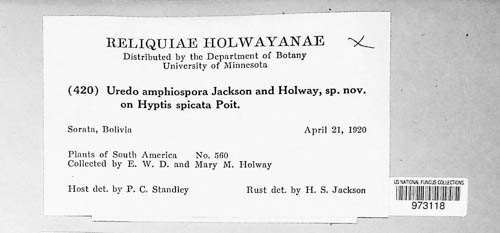 RELIQUIAE HOLWAYANAE
Distributed by the Department of Botany
University of Minnesota
(420) Uredo amphiospora Jackson and Holway, sp. nov.
on Hyptis spicata Poit.
Sorata, Bolivia April 21, 1920
Plants of South America No. 560
Collected by E. W. D. and Mary M. Holway
Host det. by P. C. Standley Rust det. by H. S. Jackson
US NATIONAL FUNGUS COLLECTIONS
973118